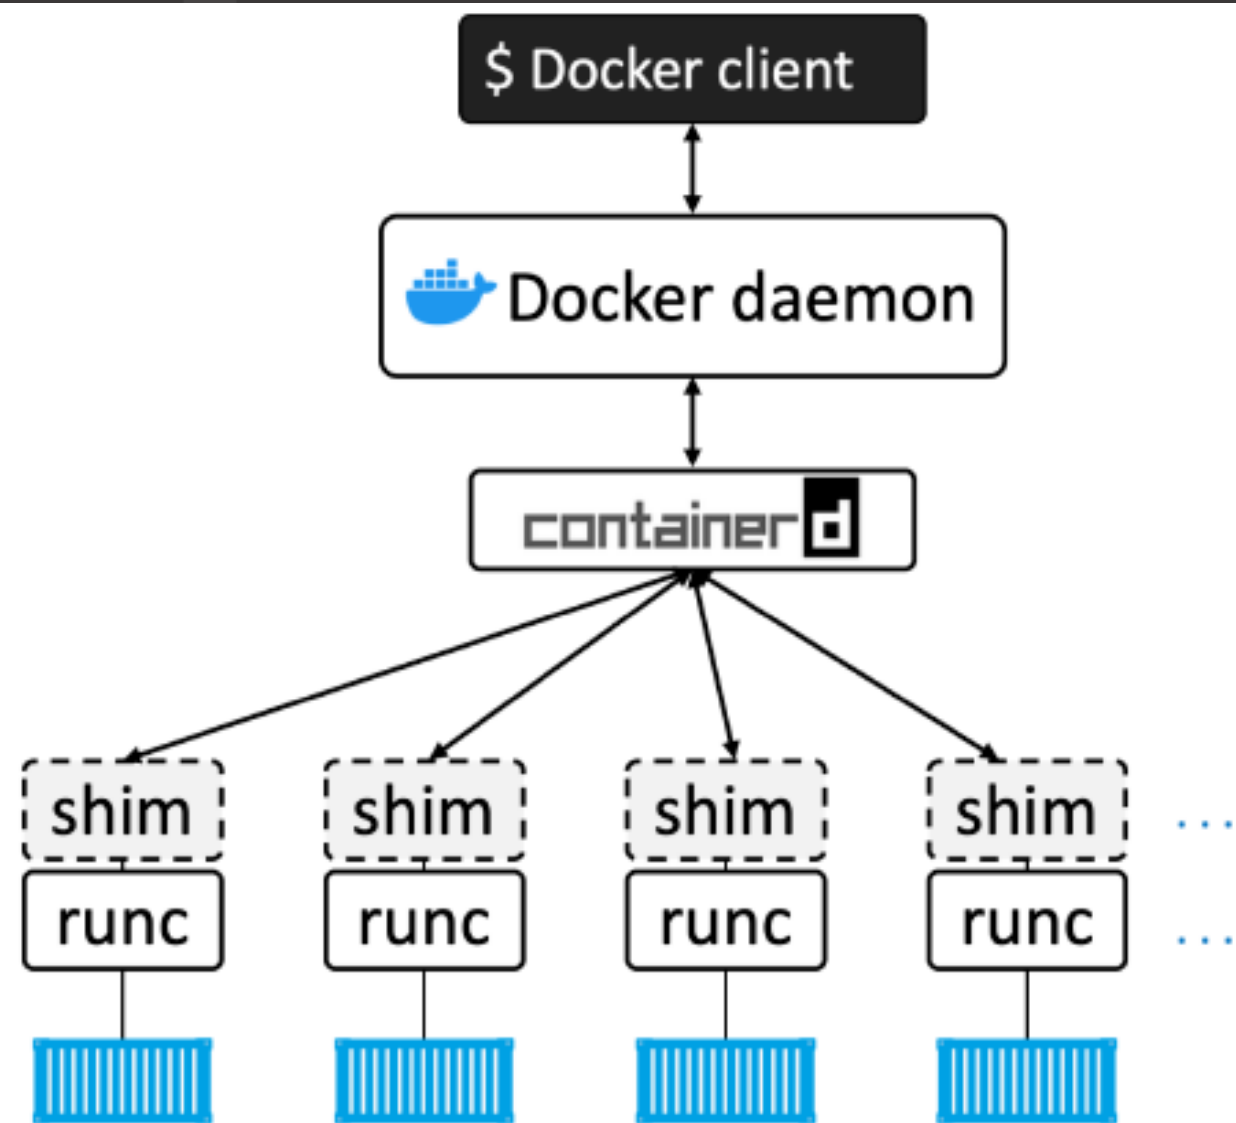 $ Docker client
Docker daemon
containerd
shim shim shim shim ...
runc runc runc runc ...